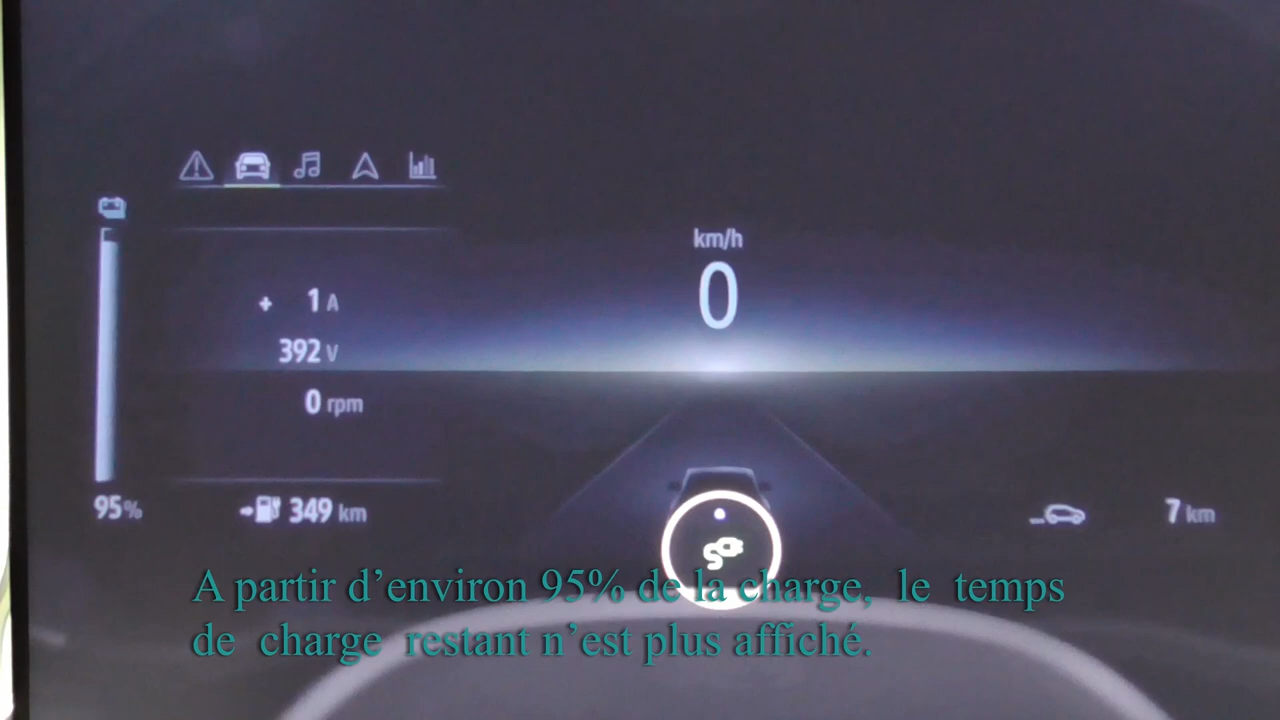 km/h
0
+ 1 A
392 V
0 rpm
95%
349 km
7 km
A partir d’environ 95% de la charge, le temps
de charge restant n’est plus affiché.